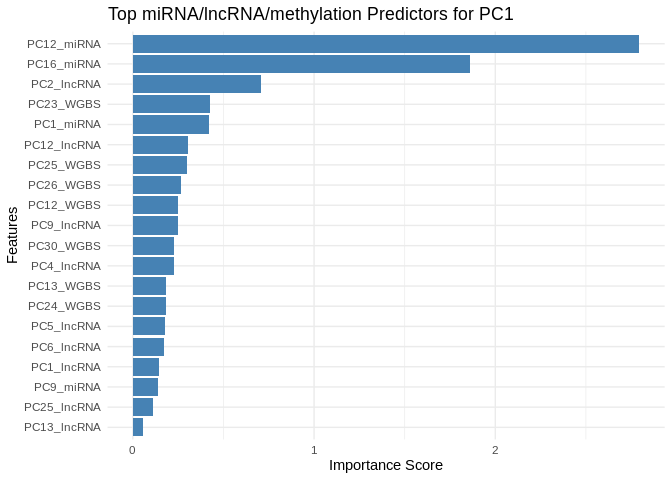 Top miRNA/lncRNA/methylation Predictors for PC1
Features
PC12_miRNA
PC16_miRNA
PC2_lncRNA
PC23_WGBS
PC1_miRNA
PC12_lncRNA
PC25_WGBS
PC26_WGBS
PC12_WGBS
PC9_lncRNA
PC30_WGBS
PC4_lncRNA
PC13_WGBS
PC24_WGBS
PC5_lncRNA
PC6_lncRNA
PC1_lncRNA
PC9_miRNA
PC25_lncRNA
PC13_lncRNA
0 1 2
Importance Score